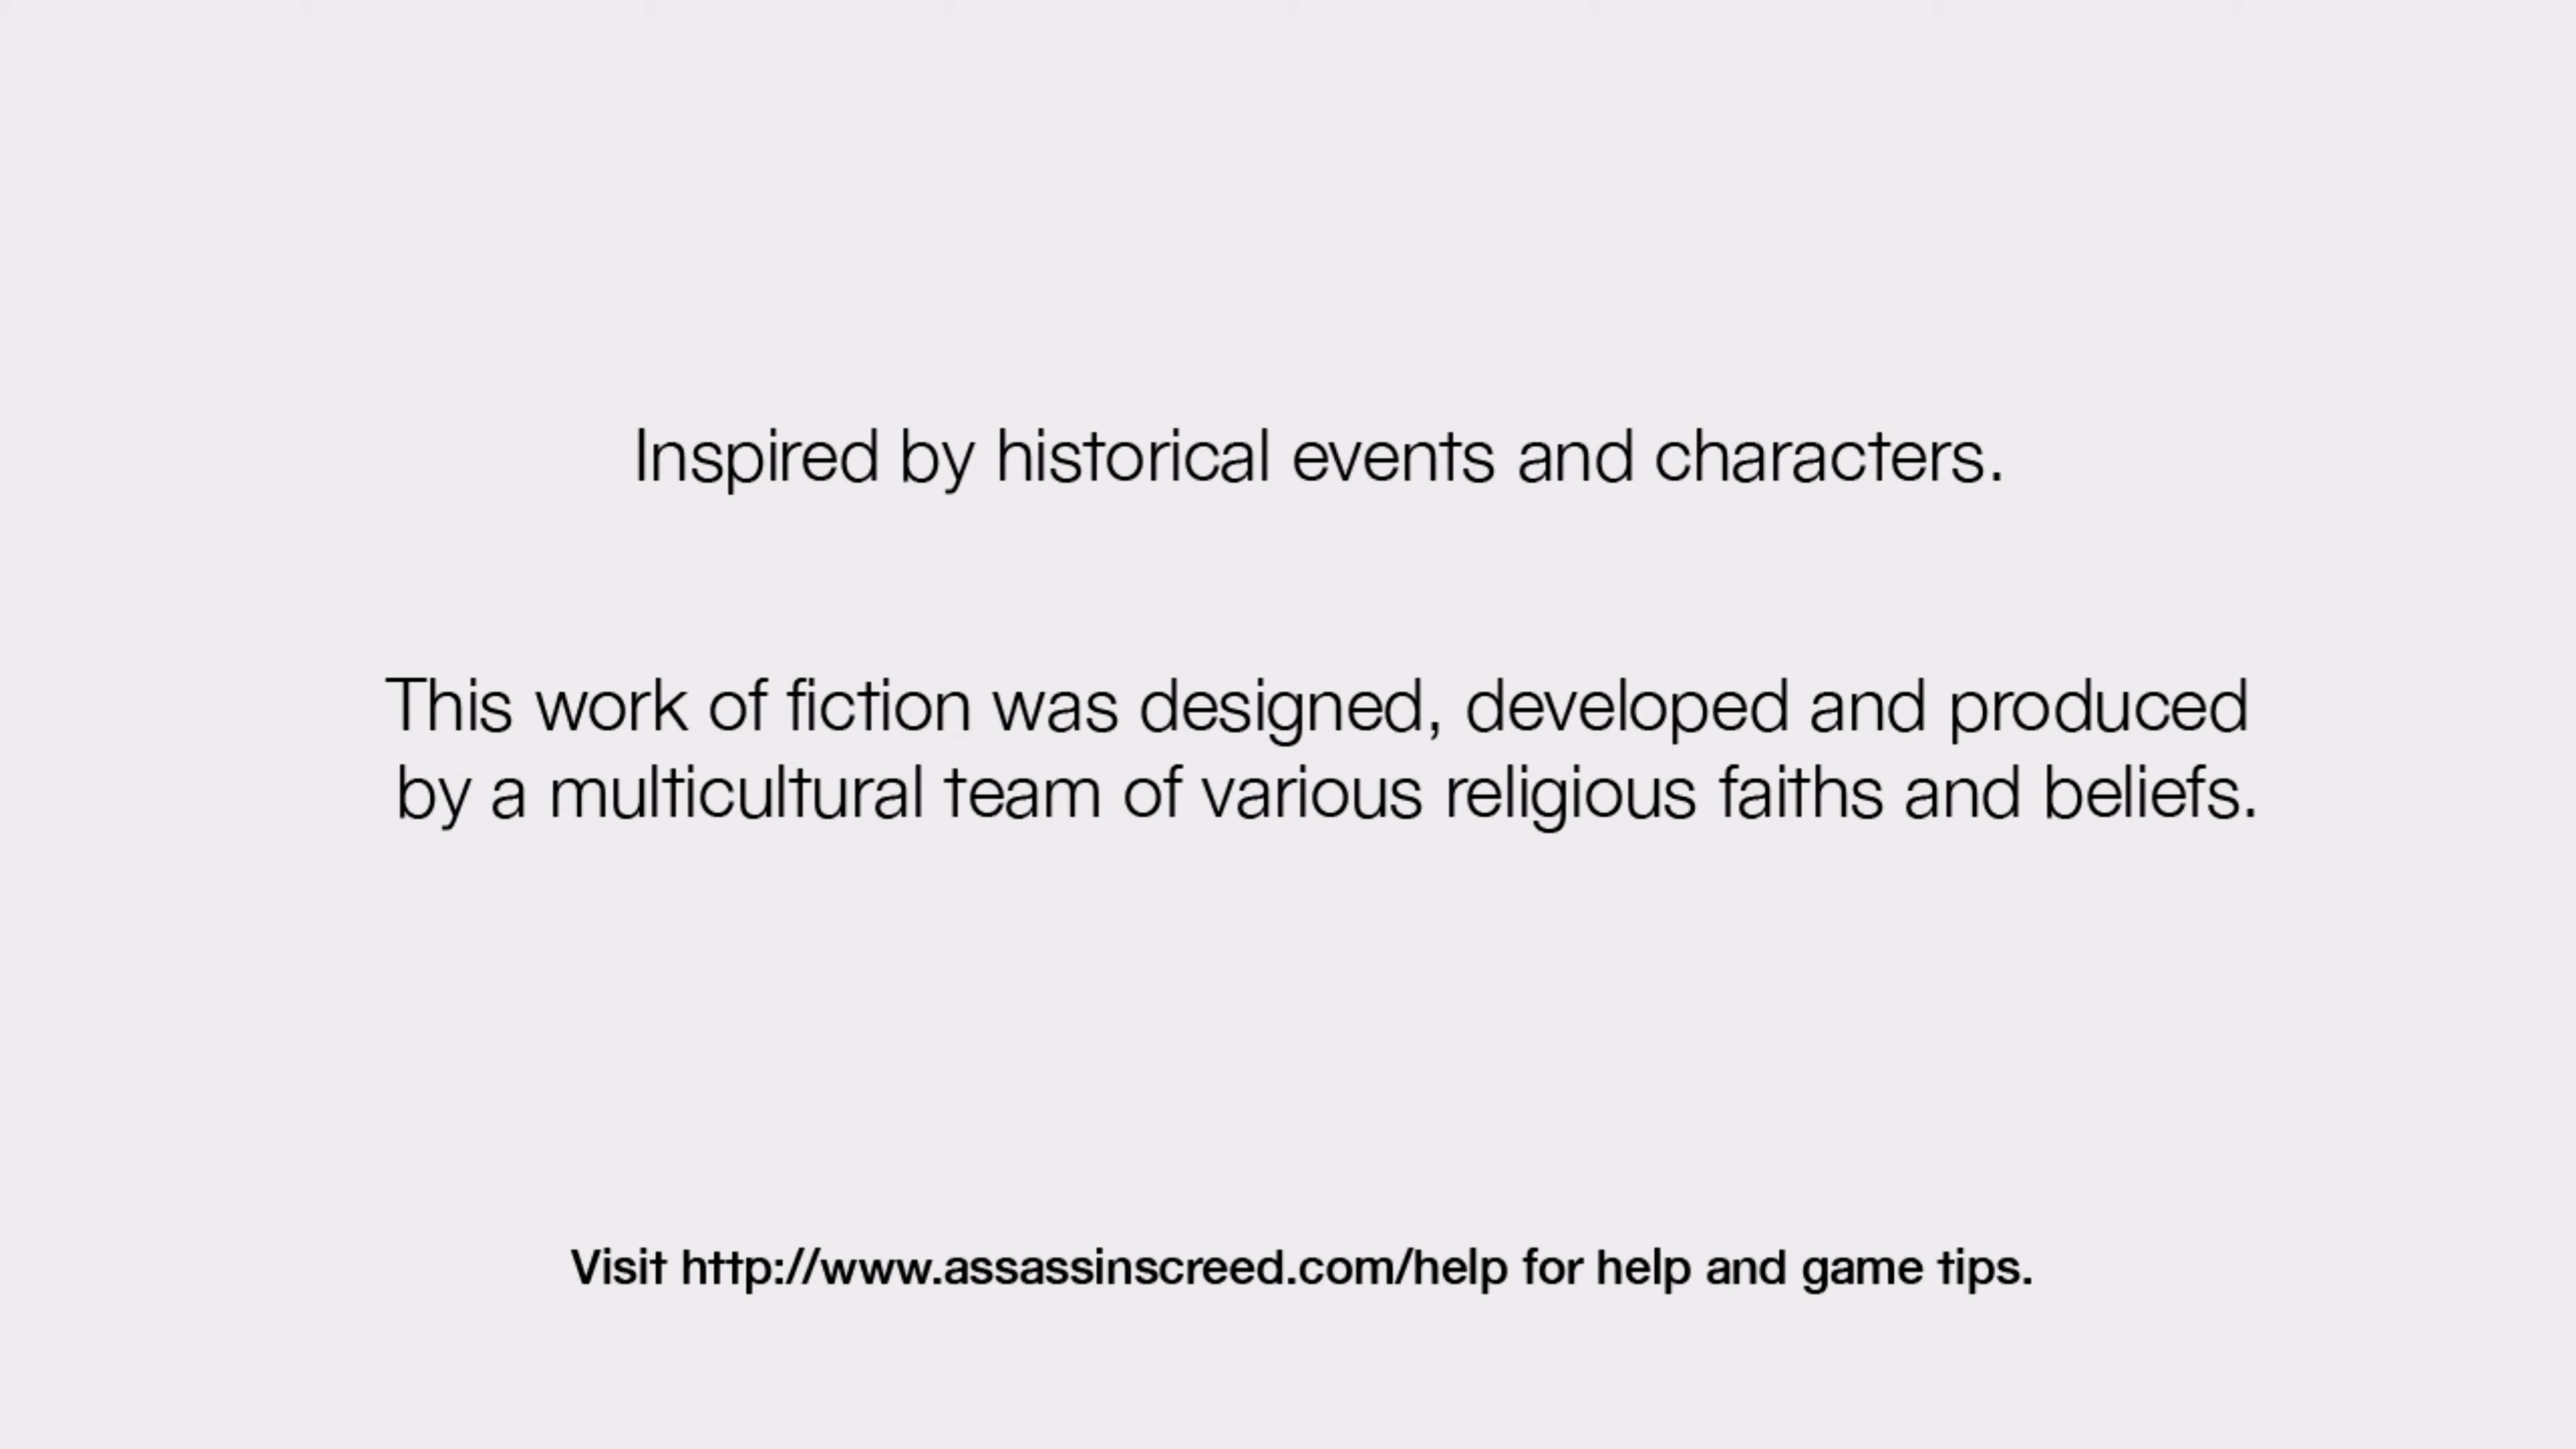 Inspired by historical events and characters.
This work of fiction was designed, developed and produced
by a multicultural team of various religious faiths and beliefs.
Visit http://www.assassinscreed.com/help for help and game tips.